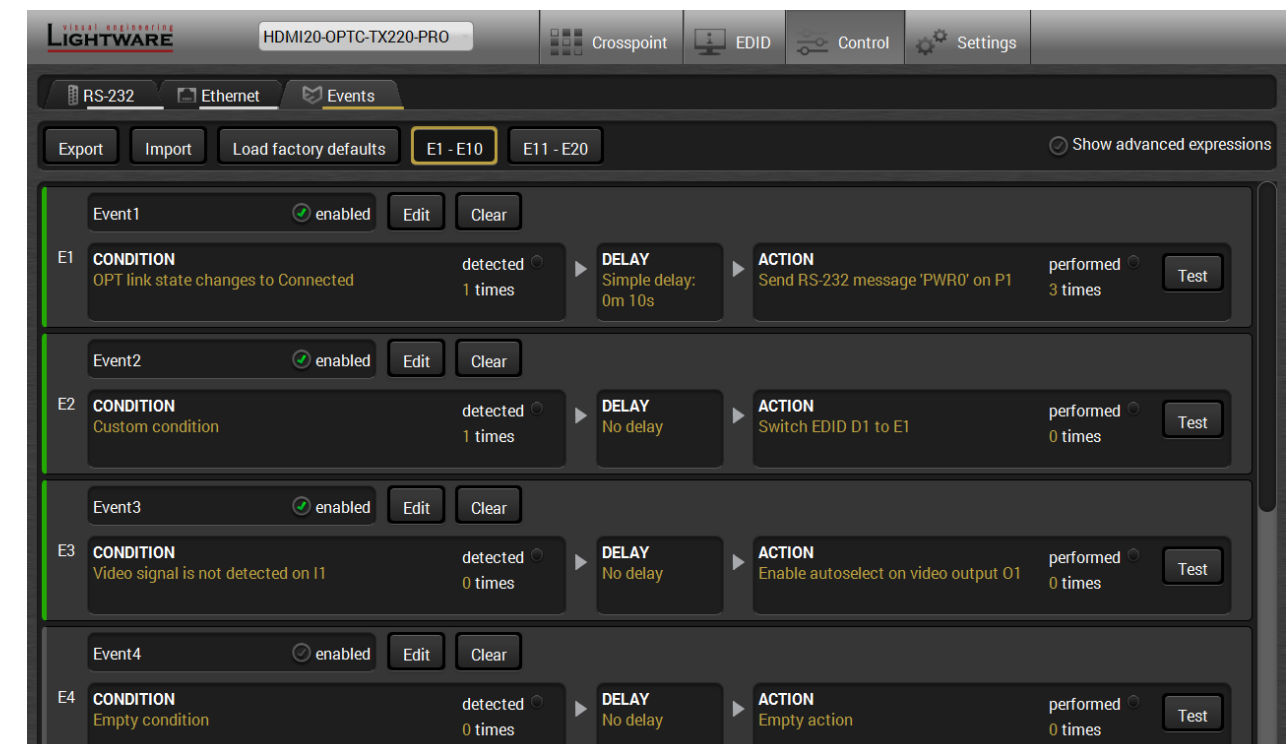 visual engineering
LIGHTWARE
HDMI20-OPTC-TX220-PRO
Crosspoint
EDID
Control
Settings
RS-232
Ethernet
Events
Export
Import
Load factory defaults
E1 - E10
E11 - E20
Show advanced expressions
Event1
enabled
Edit
Clear
E1
CONDITION
OPT link state changes to Connected
detected
1 times
DELAY
Simple delay:
0m 10s
ACTION
Send RS-232 message 'PWR0' on P1
performed
3 times
Test
Event2
enabled
Edit
Clear
E2
CONDITION
Custom condition
detected
1 times
DELAY
No delay
ACTION
Switch EDID D1 to E1
performed
0 times
Test
Event3
enabled
Edit
Clear
E3
CONDITION
Video signal is not detected on I1
detected
0 times
DELAY
No delay
ACTION
Enable autoselect on video output O1
performed
0 times
Test
Event4
enabled
Edit
Clear
E4
CONDITION
Empty condition
detected
0 times
DELAY
No delay
ACTION
Empty action
performed
0 times
Test